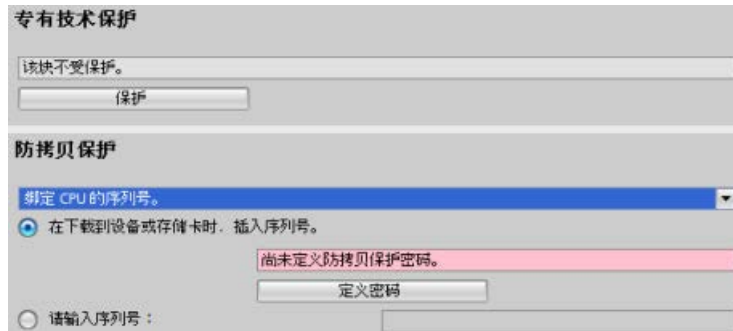 专有技术保护
该块不受保护。
保护
防拷贝保护
绑定 CPU 的序列号。
在下载到设备或存储卡时，插入序列号。
尚未定义防拷贝保护密码。
定义密码
请输入序列号：